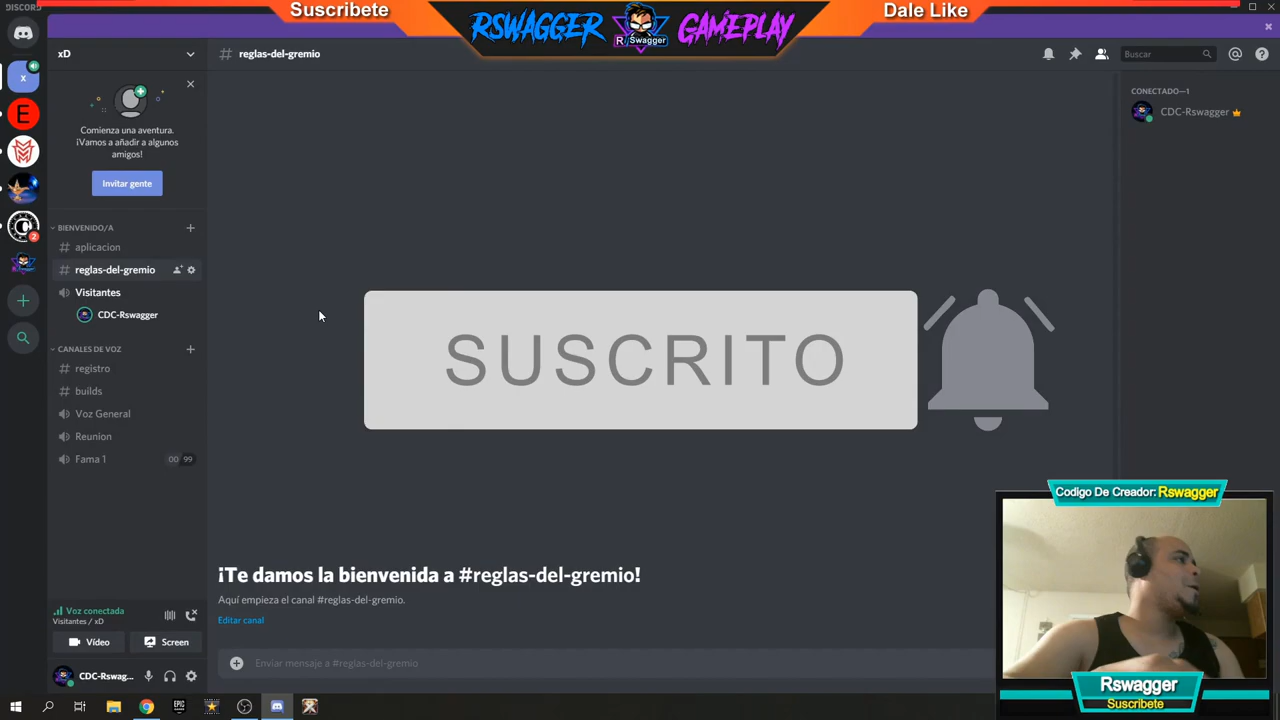 DISCORD
Suscribete
RSWAGGER
R Swagger
GAMEPLAY
Dale Like
xD
reglas-del-gremio
Buscar
x
E
2
Comienza una aventura.
¡Vamos a añadir a algunos
amigos!
Invitar gente
BIENVENIDO/A
aplicacion
reglas-del-gremio
Visitantes
CDC-Rswagger
CANALES DE VOZ
registro
builds
Voz General
Reunion
Fama 1
00 99
Voz conectada
Visitantes / xD
Vídeo
Screen
CDC-Rswag...
SUSCRITO
¡Te damos la bienvenida a #reglas-del-gremio!
Aquí empieza el canal #reglas-del-gremio.
Editar canal
Enviar mensaje a #reglas-del-gremio
CONECTADO—1
CDC-Rswagger
Codigo De Creador: Rswagger
Rswagger
Suscribete
EPIC